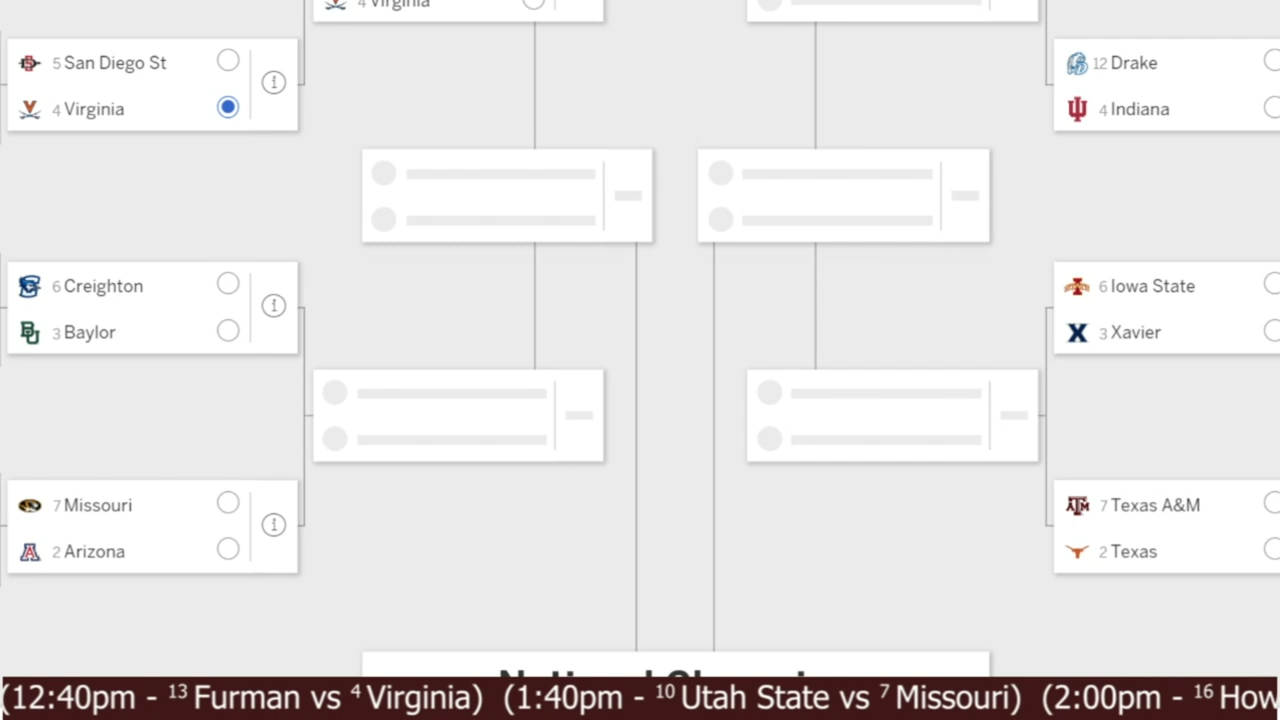 4 Virginia
5 San Diego St
4 Virginia
12 Drake
4 Indiana
6 Creighton
3 Baylor
6 Iowa State
3 Xavier
7 Missouri
2 Arizona
7 Texas A&M
2 Texas
(12:40pm - 13 Furman vs 4 Virginia) (1:40pm - 10 Utah State vs 7 Missouri) (2:00pm - 16 How